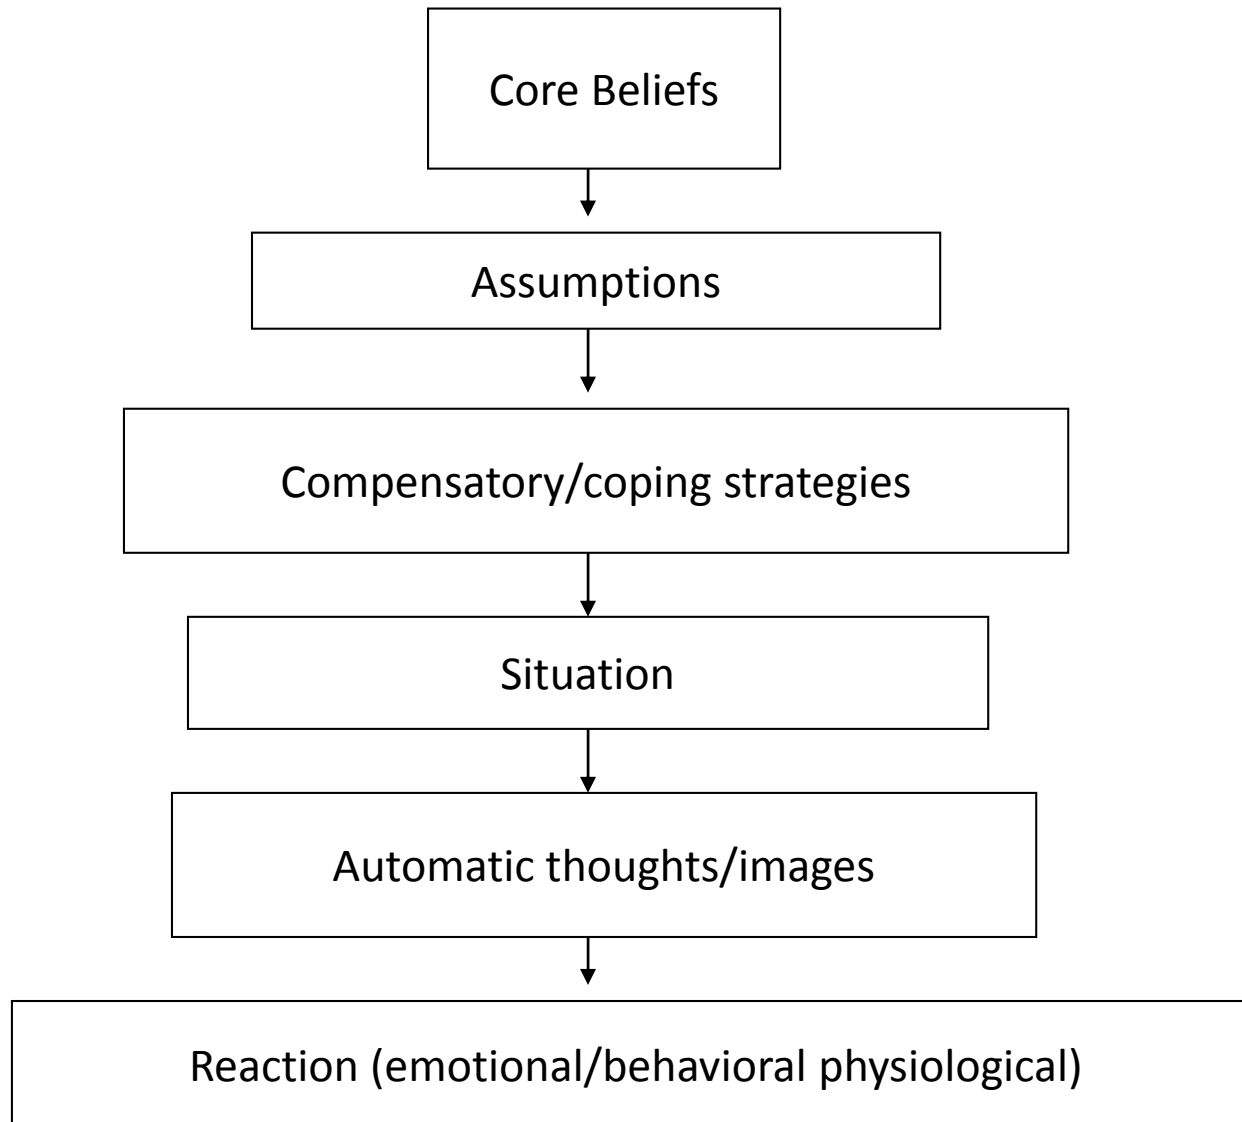 Core Beliefs
Assumptions
Compensatory/coping strategies
Situation
Automatic thoughts/images
Reaction (emotional/behavioral physiological)